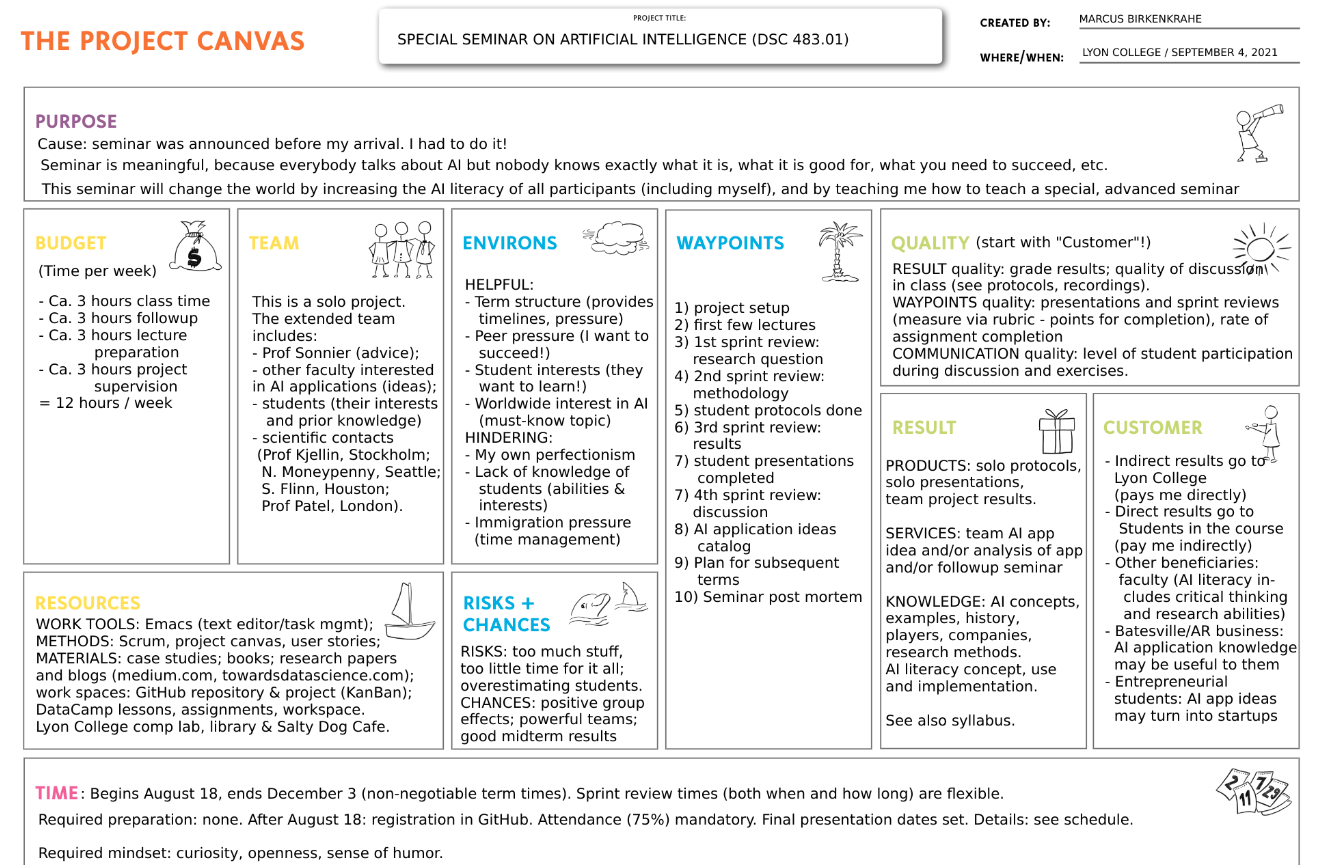 THE PROJECT CANVAS
PROJECT TITLE:
SPECIAL SEMINAR ON ARTIFICIAL INTELLIGENCE (DSC 483.01)
CREATED BY:
MARCUS BIRKENKRAHE
WHERE/WHEN:
LYON COLLEGE / SEPTEMBER 4, 2021
PURPOSE
Cause: seminar was announced before my arrival. I had to do it!
Seminar is meaningful, because everybody talks about AI but nobody knows exactly what it is, what it is good for, what you need to succeed, etc.
This seminar will change the world by increasing the AI literacy of all participants (including myself), and by teaching me how to teach a special, advanced seminar
BUDGET
$
(Time per week)
- Ca. 3 hours class time
- Ca. 3 hours followup
- Ca. 3 hours lecture
preparation
- Ca. 3 hours project
supervision
= 12 hours / week
TEAM
This is a solo project.
The extended team
includes:
- Prof Sonnier (advice);
- other faculty interested
in AI applications (ideas);
- students (their interests
and prior knowledge)
- scientific contacts
(Prof Kjellin, Stockholm;
N. Moneypenny, Seattle;
S. Flinn, Houston;
Prof Patel, London).
ENVIRONS
HELPFUL:
- Term structure (provides
timelines, pressure)
- Peer pressure (I want to
succeed!)
- Student interests (they
want to learn!)
- Worldwide interest in AI
(must-know topic)
HINDERING:
- My own perfectionism
- Lack of knowledge of
students (abilities &
interests)
- Immigration pressure
(time management)
WAYPOINTS
1) project setup
2) first few lectures
3) 1st sprint review:
research question
4) 2nd sprint review:
methodology
5) student protocols done
6) 3rd sprint review:
results
7) student presentations
completed
7) 4th sprint review:
discussion
8) AI application ideas
catalog
9) Plan for subsequent
terms
10) Seminar post mortem
QUALITY (start with "Customer"!)
RESULT quality: grade results; quality of discussion
in class (see protocols, recordings).
WAYPOINTS quality: presentations and sprint reviews
(measure via rubric - points for completion), rate of
assignment completion
COMMUNICATION quality: level of student participation
during discussion and exercises.
RESULT
PRODUCTS: solo protocols,
solo presentations,
team project results.
SERVICES: team AI app
idea and/or analysis of app
and/or followup seminar
KNOWLEDGE: AI concepts,
examples, history,
players, companies,
research methods.
AI literacy concept, use
and implementation.
See also syllabus.
CUSTOMER
- Indirect results go to
Lyon College
(pays me directly)
- Direct results go to
Students in the course
(pay me indirectly)
- Other beneficiaries:
faculty (AI literacy in-
cludes critical thinking
and research abilities)
- Batesville/AR business:
AI application knowledge
may be useful to them
- Entrepreneurial
students: AI app ideas
may turn into startups
RESOURCES
WORK TOOLS: Emacs (text editor/task mgmt);
METHODS: Scrum, project canvas, user stories;
MATERIALS: case studies; books; research papers
and blogs (medium.com, towardsdatascience.com);
work spaces: GitHub repository & project (KanBan);
DataCamp lessons, assignments, workspace.
Lyon College comp lab, library & Salty Dog Cafe.
RISKS +
CHANCES
RISKS: too much stuff,
too little time for it all;
overestimating students.
CHANCES: positive group
effects; powerful teams;
good midterm results
TIME : Begins August 18, ends December 3 (non-negotiable term times). Sprint review times (both when and how long) are flexible.
2 11 7 29
Required preparation: none. After August 18: registration in GitHub. Attendance (75%) mandatory. Final presentation dates set. Details: see schedule.
Required mindset: curiosity, openness, sense of humor.